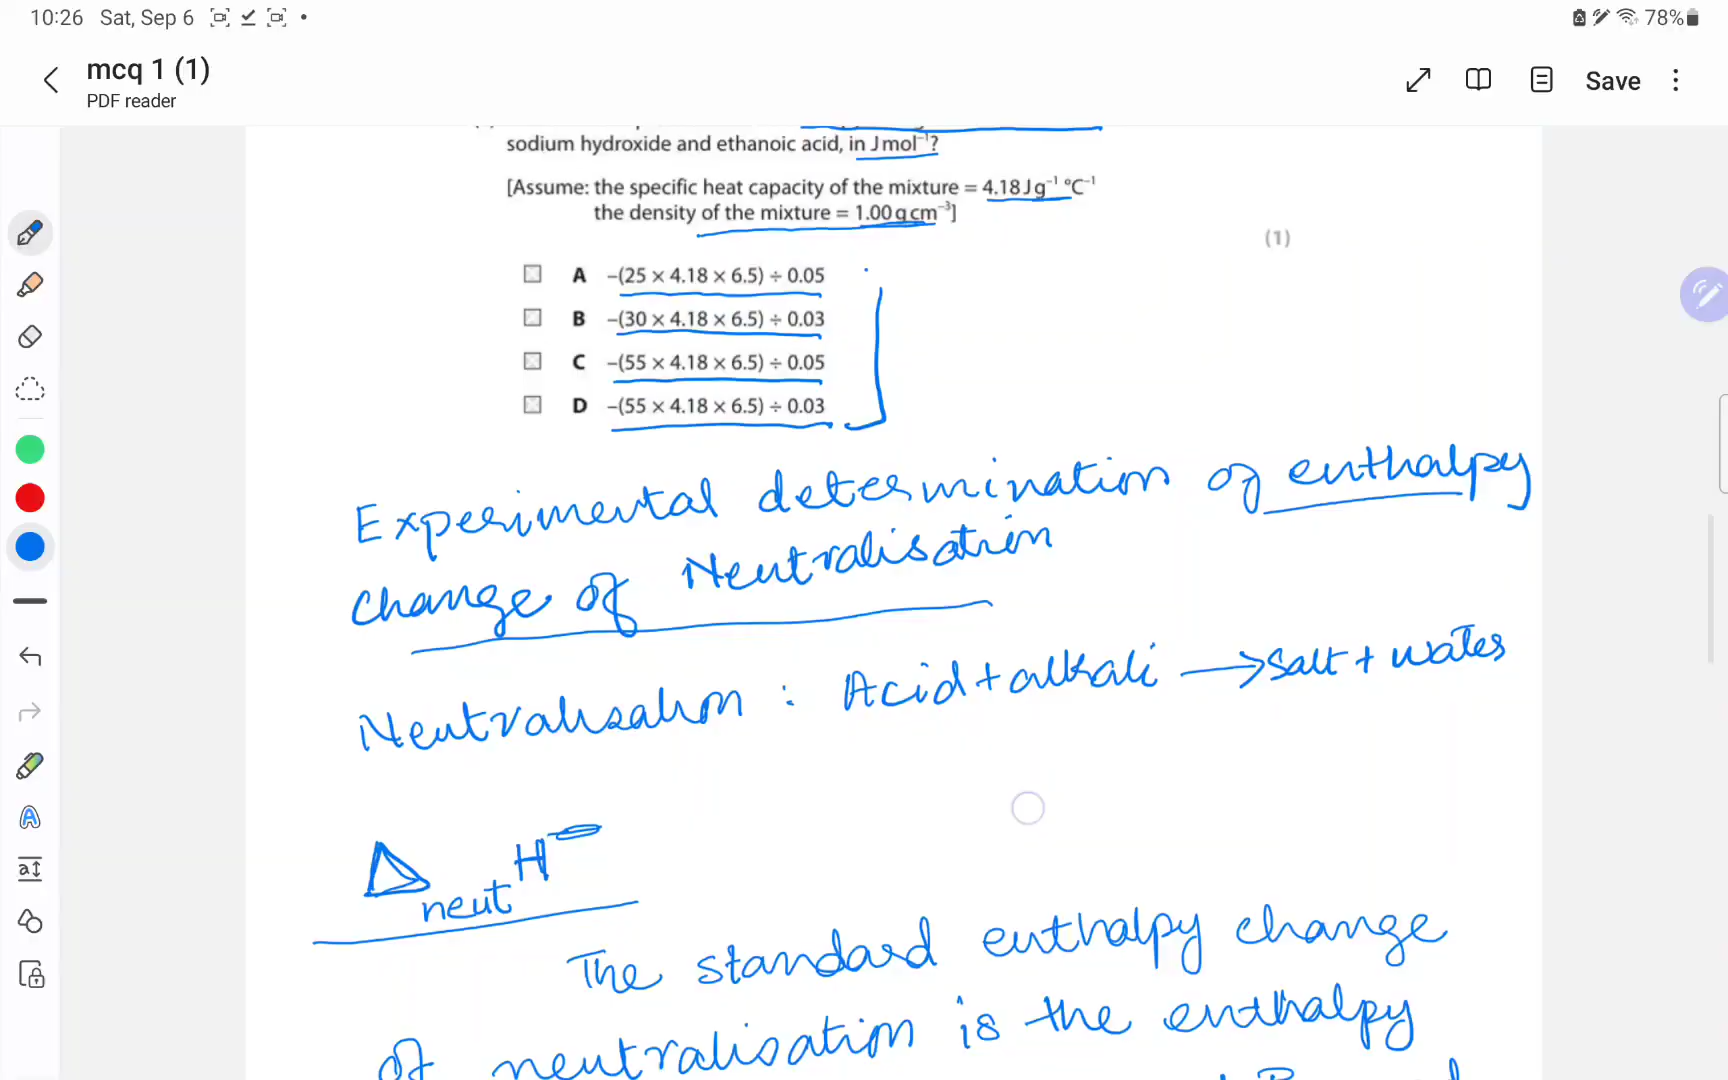 10:26 Sat, Sep 6 78%
mcq 1 (1)
PDF reader
Save
sodium hydroxide and ethanoic acid, in J mol⁻¹?
[Assume: the specific heat capacity of the mixture = 4.18 J g⁻¹ °C⁻¹
the density of the mixture = 1.00 g cm⁻³]
(1)
A –(25 × 4.18 × 6.5) ÷ 0.05
B –(30 × 4.18 × 6.5) ÷ 0.03
C –(55 × 4.18 × 6.5) ÷ 0.05
D –(55 × 4.18 × 6.5) ÷ 0.03
Experimental determination of enthalpy
change of Neutralisation
Neutralisation : Acid + alkali → Salt + water
Δneut H⁻
The standard enthalpy change
of neutralisation is the enthalpy